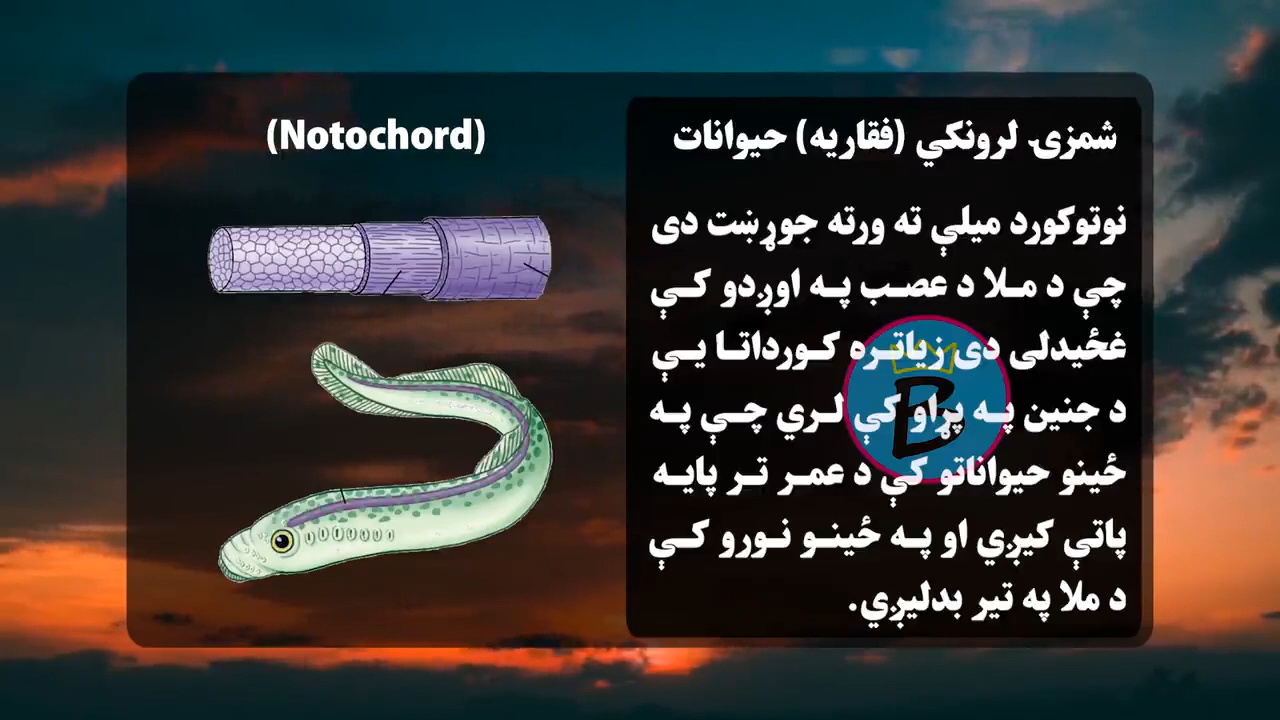 (Notochord)
شمزۍ لرونکي (فقاریه) حیوانات
نوتوکورد میلې ته ورته جوړښت دی
چې د ملا د عصب په اوږدو کې
غځیدلی دی زیاتره کورداتا یې
د جنین په پړاو کې لري چې په
ځینو حیواناتو کې د عمر تر پایه
پاتې کیږي او په ځینو نورو کې
د ملا په تیر بدلیږي.
B